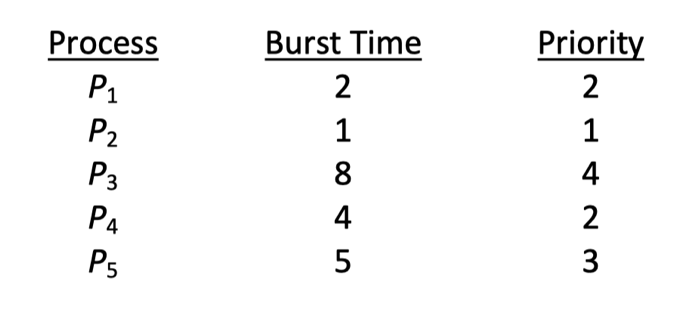 Process Burst Time Priority
P1 2 2
P2 1 1
P3 8 4
P4 4 2
P5 5 3